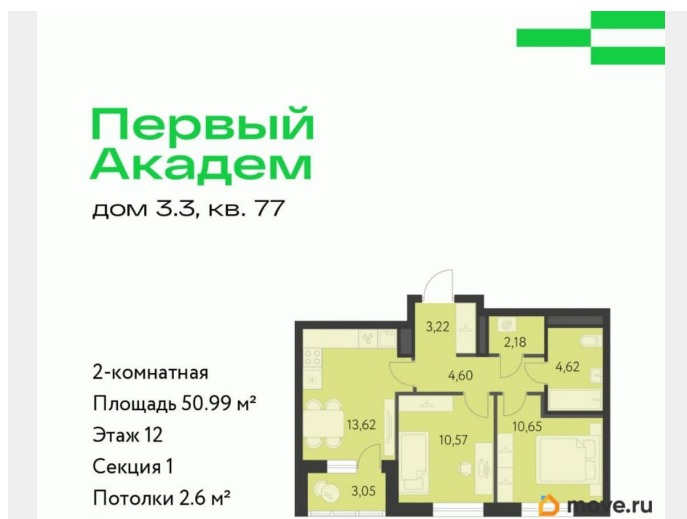 Первый
Академ
дом 3.3, кв. 77
2-комнатная
Площадь 50.99 м²
Этаж 12
Секция 1
Потолки 2.6 м²
3,22
2,18
4,62
4,60
13,62
10,57
10,65
3,05
move.ru